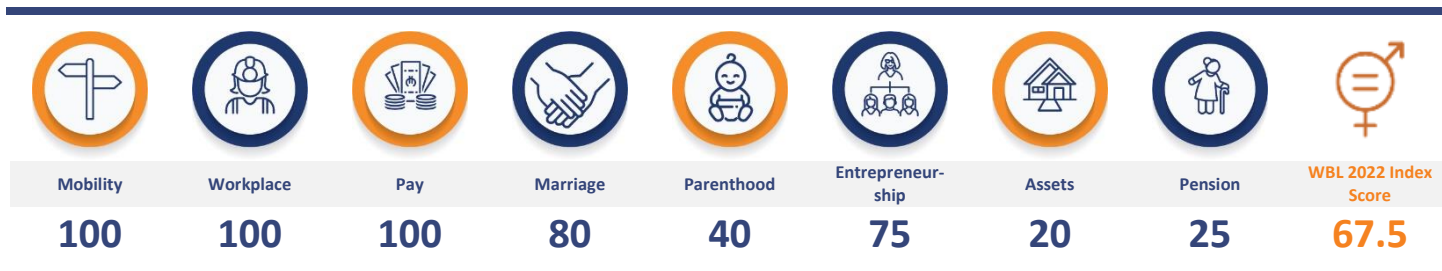 Mobility
Workplace
Pay
Marriage
Parenthood
Entrepreneur-
ship
Assets
Pension
WBL 2022 Index
Score
100
100
100
80
40
75
20
25
67.5